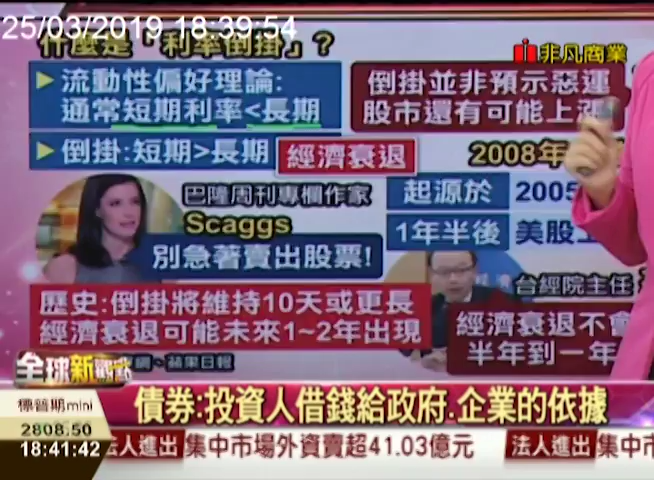 25/03/2019 18:39:54
什麼是「利率倒掛」?
非凡商業
流動性偏好理論:
通常短期利率<長期
倒掛並非預示惡運
股市還有可能上漲
倒掛:短期>長期
經濟衰退
2008年
巴隆周刊專欄作家
Scaggs
別急著賣出股票!
起源於 2005
1年半後 美股
台經院主任
歷史:倒掛將維持10天或更長
經濟衰退可能未來1~2年出現
經濟衰退不會
半年到一年
全球新觀點
網、蘋果日報
標普期mini
2808.50
18:41:42
債券:投資人借錢給政府.企業的依據
法人進出 集中市場外資賣超41.03億元 法人進出 集中市